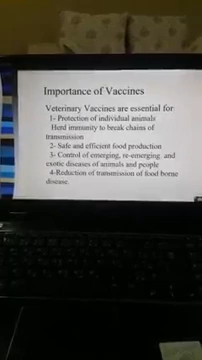 Importance of Vaccines
Veterinary Vaccines are essential for
1- Protection of individual animals
Herd immunity to break chains of
transmission
2- Safe and efficient food production
3- Control of emerging, re-emerging and
exotic diseases of animals and people
4-Reduction of transmission of food borne
disease.